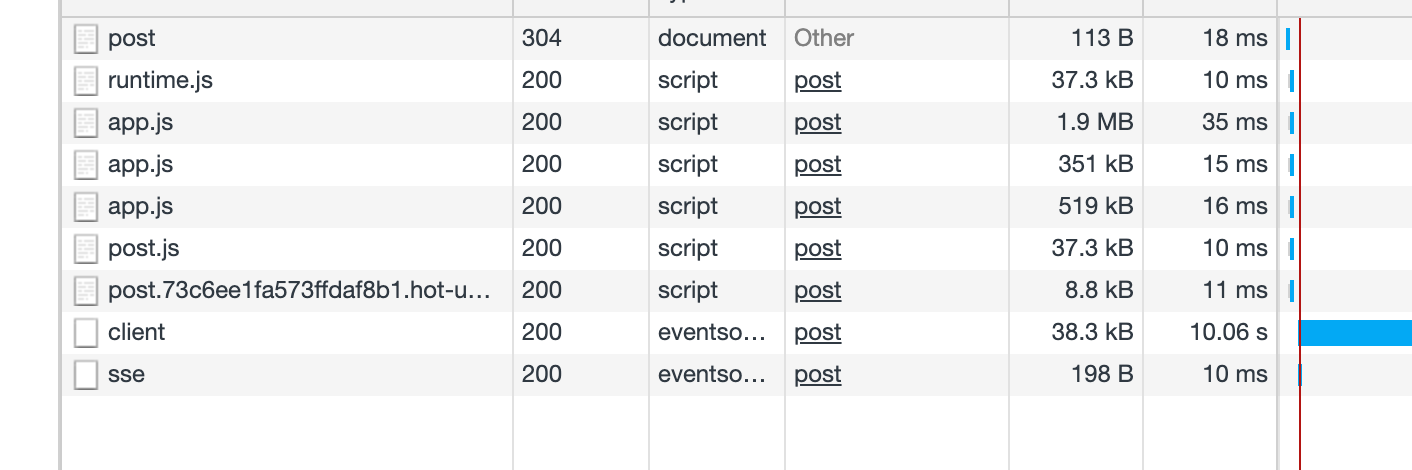 post 304 document Other 113 B 18 ms
runtime.js 200 script post 37.3 kB 10 ms
app.js 200 script post 1.9 MB 35 ms
app.js 200 script post 351 kB 15 ms
app.js 200 script post 519 kB 16 ms
post.js 200 script post 37.3 kB 10 ms
post.73c6ee1fa573ffdaf8b1.hot-u... 200 script post 8.8 kB 11 ms
client 200 eventso... post 38.3 kB 10.06 s
sse 200 eventso... post 198 B 10 ms